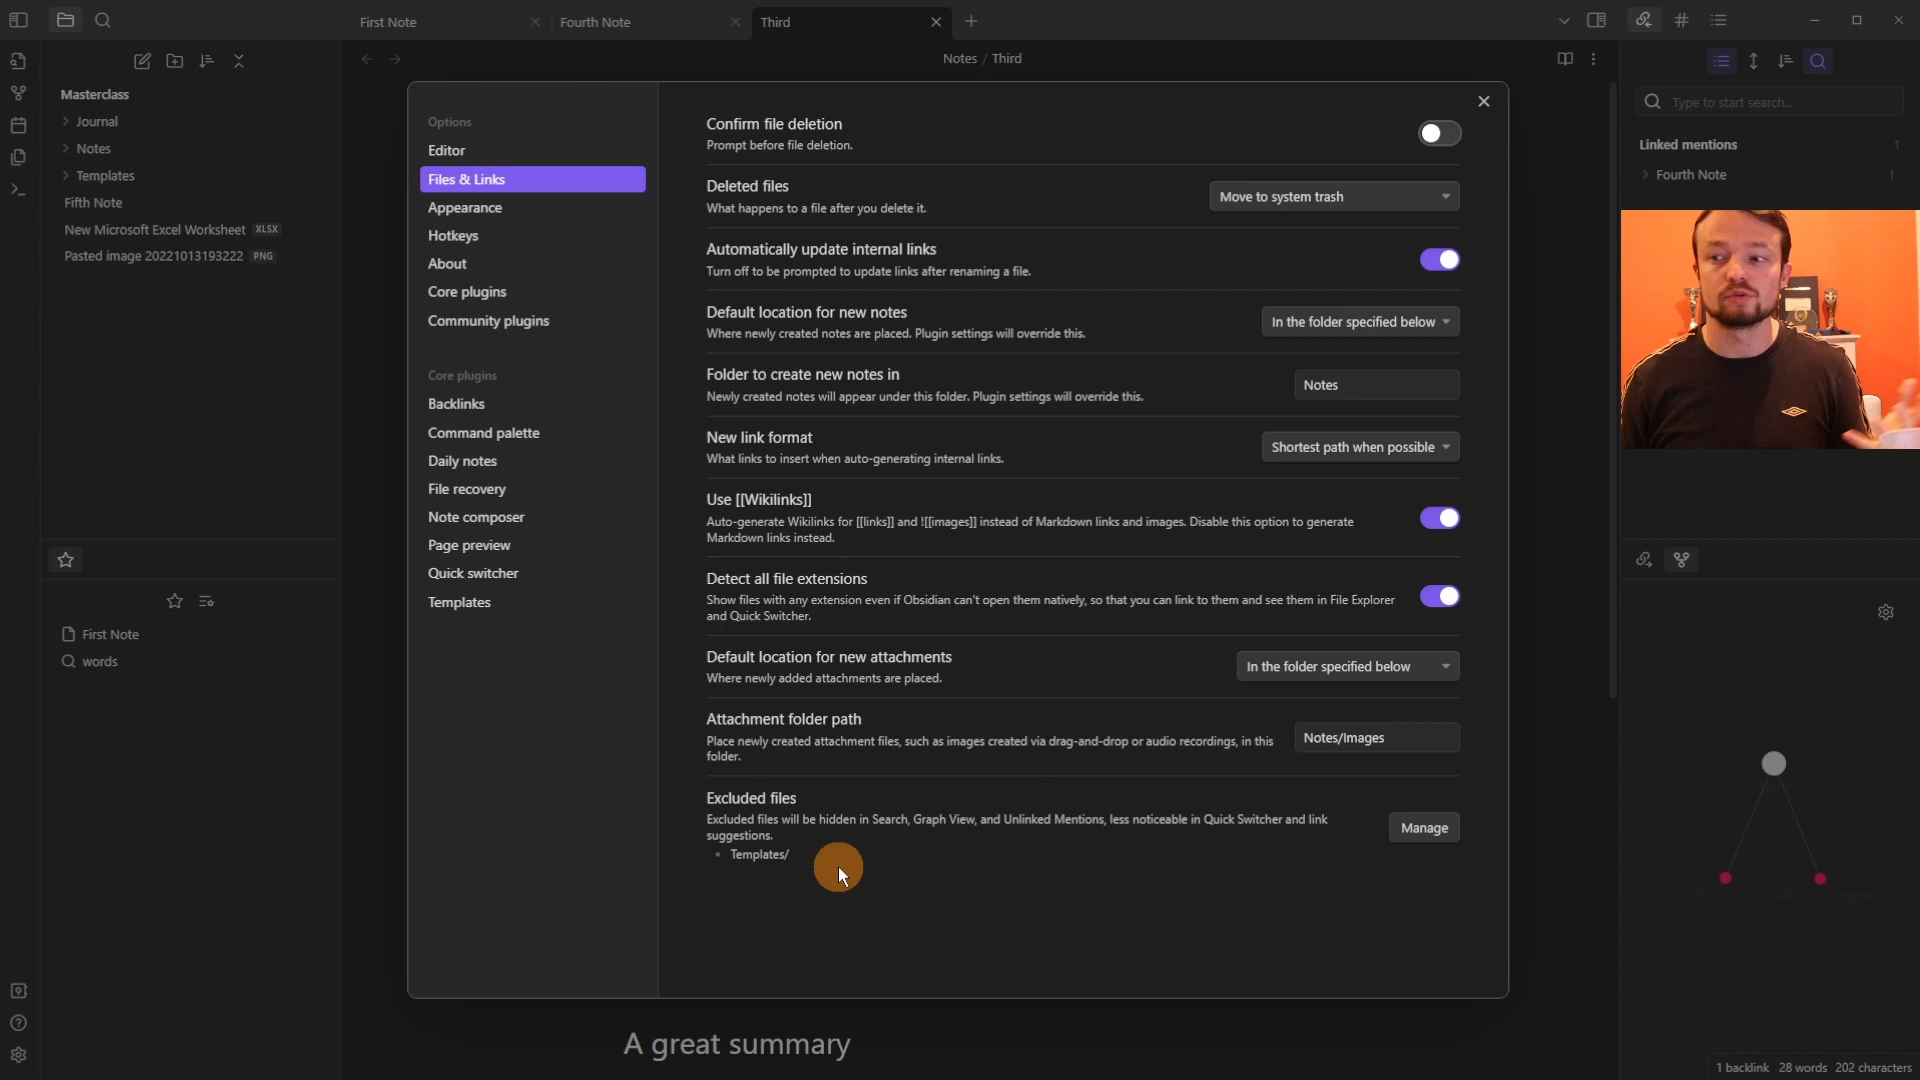 First Note
Fourth Note
Third
Notes / Third
Masterclass
Journal
Notes
Templates
Fifth Note
New Microsoft Excel Worksheet XLSX
Pasted image 20221013193222 PNG
First Note
words
Options
Editor
Files & Links
Appearance
Hotkeys
About
Core plugins
Community plugins
Core plugins
Backlinks
Command palette
Daily notes
File recovery
Note composer
Page preview
Quick switcher
Templates
Confirm file deletion
Prompt before file deletion.
Deleted files
What happens to a file after you delete it.
Move to system trash
Automatically update internal links
Turn off to be prompted to update links after renaming a file.
Default location for new notes
Where newly created notes are placed. Plugin settings will override this.
In the folder specified below
Folder to create new notes in
Newly created notes will appear under this folder. Plugin settings will override this.
Notes
New link format
What links to insert when auto-generating internal links.
Shortest path when possible
Use [[Wikilinks]]
Auto-generate Wikilinks for [[links]] and ![[images]] instead of Markdown links and images. Disable this option to generate
Markdown links instead.
Detect all file extensions
Show files with any extension even if Obsidian can't open them natively, so that you can link to them and see them in File Explorer
and Quick Switcher.
Default location for new attachments
Where newly added attachments are placed.
In the folder specified below
Attachment folder path
Place newly created attachment files, such as images created via drag-and-drop or audio recordings, in this
folder.
Notes/Images
Excluded files
Excluded files will be hidden in Search, Graph View, and Unlinked Mentions, less noticeable in Quick Switcher and link
suggestions.
Templates/
Manage
A great summary
Type to start search...
Linked mentions 1
Fourth Note 1
1 backlink 28 words 202 characters